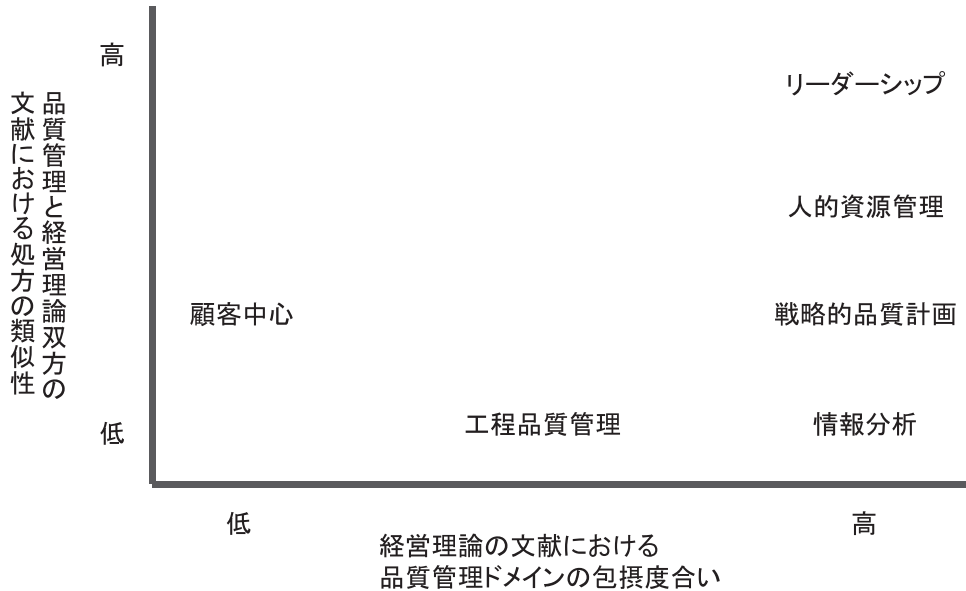 高
リーダーシップ
品質管理と経営理論双方の
文献における処方の類似性
人的資源管理
顧客中心
戦略的品質計画
低
工程品質管理
情報分析
低
高
経営理論の文献における
品質管理ドメインの包摂度合い